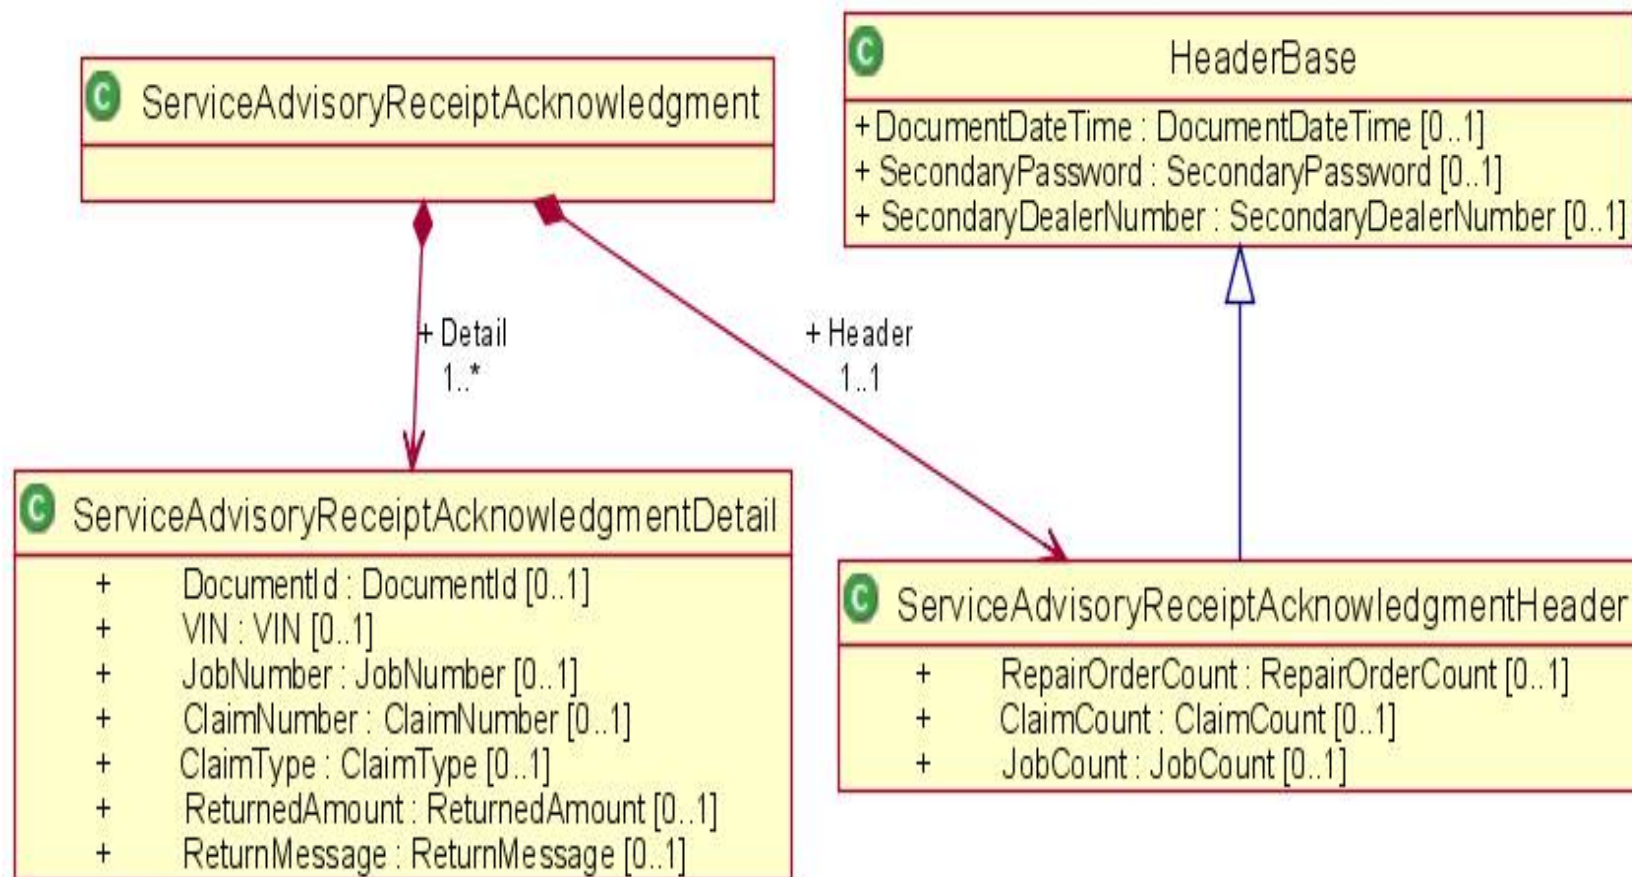 C ServiceAdvisoryReceiptAcknowledgment
C HeaderBase
+ DocumentDateTime : DocumentDateTime [0..1]
+ SecondaryPassword : SecondaryPassword [0..1]
+ SecondaryDealerNumber : SecondaryDealerNumber [0..1]
+ Detail
1..*
+ Header
1..1
C ServiceAdvisoryReceiptAcknowledgmentDetail
+ DocumentId : DocumentId [0..1]
+ VIN : VIN [0..1]
+ JobNumber : JobNumber [0..1]
+ ClaimNumber : ClaimNumber [0..1]
+ ClaimType : ClaimType [0..1]
+ ReturnedAmount : ReturnedAmount [0..1]
+ ReturnMessage : ReturnMessage [0..1]
C ServiceAdvisoryReceiptAcknowledgmentHeader
+ RepairOrderCount : RepairOrderCount [0..1]
+ ClaimCount : ClaimCount [0..1]
+ JobCount : JobCount [0..1]